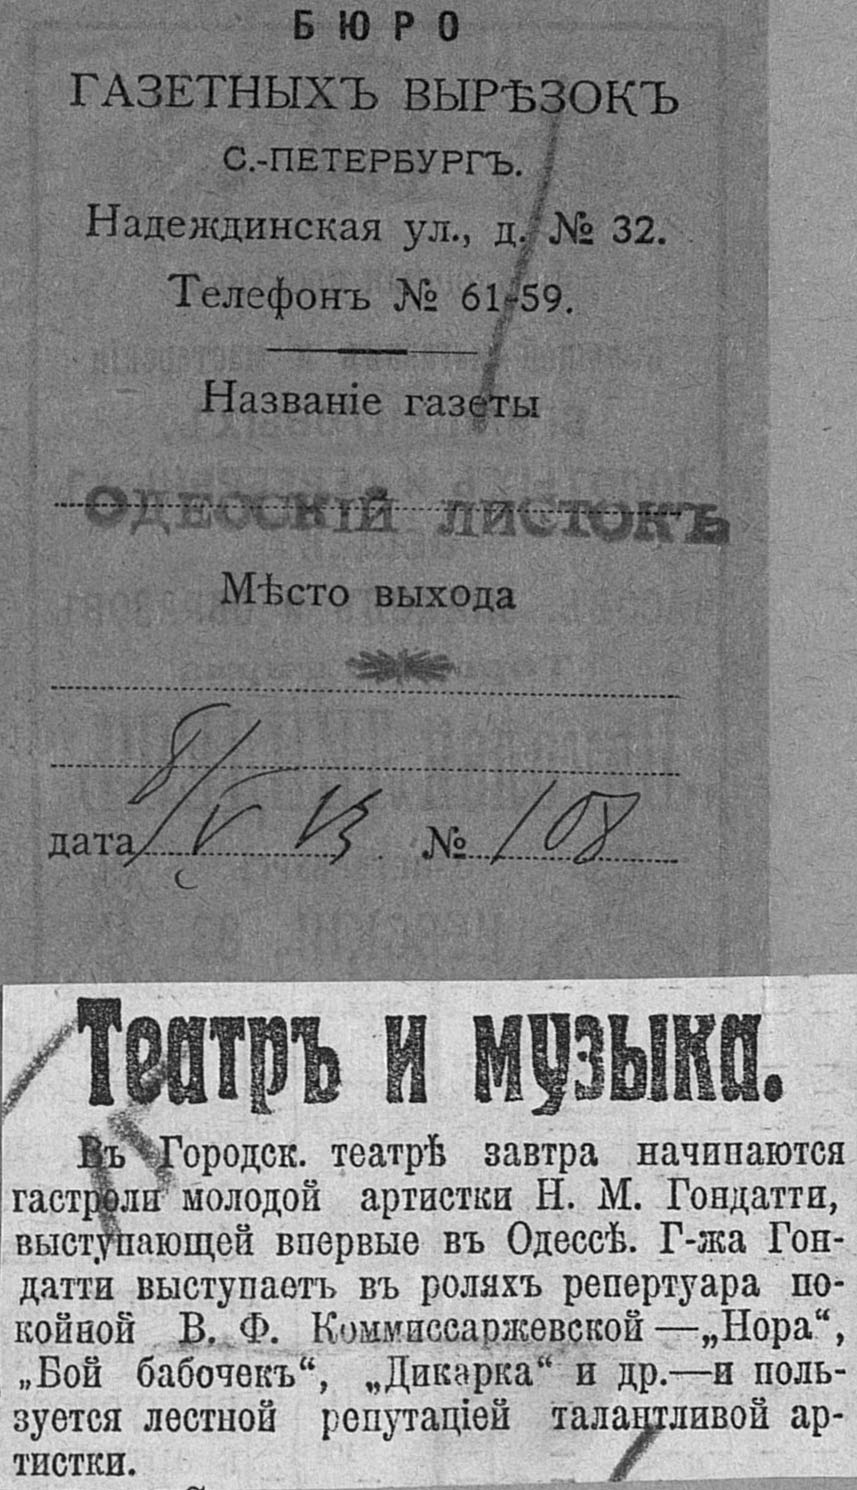 БЮРО
ГАЗЕТНЫХЪ ВЫРѢЗОКЪ
С.-ПЕТЕРБУРГЪ.
Надеждинская ул., д. № 32.
Телефонъ № 61-59.
Названіе газеты
ОДЕССКІЙ ЛИСТОКЪ
Мѣсто выхода
дата 8/V 13 № 108
Театръ и музыка.
Въ Городск. театрѣ завтра начинаются
гастроли молодой артистки Н. М. Гондатти,
выступающей впервые въ Одессѣ. Г-жа Гон-
датти выступаетъ въ роляхъ репертуара по-
койной В. Ф. Коммиссаржевской—„Нора“,
„Бой бабочекъ“, „Дикарка“ и др.—и поль-
зуется лестной репутаціей талантливой ар-
тистки.